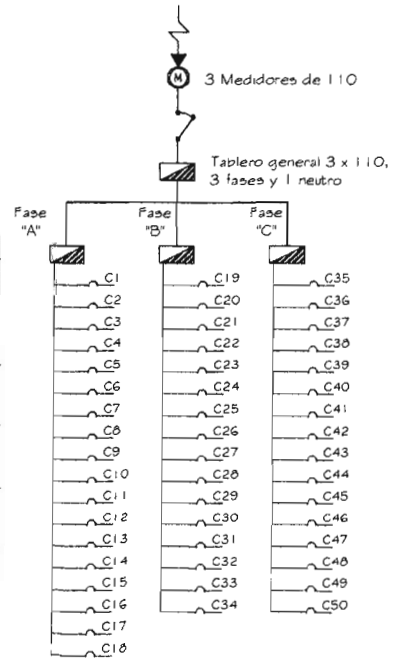 M
3 Medidores de 110
Tablero general 3 x 110,
3 fases y 1 neutro
Fase
"A"
Fase
"B"
Fase
"C"
C1
C2
C3
C4
C5
C6
C7
C8
C9
C10
C11
C12
C13
C14
C15
C16
C17
C18
C19
C20
C21
C22
C23
C24
C25
C26
C27
C28
C29
C30
C31
C32
C33
C34
C35
C36
C37
C38
C39
C40
C41
C42
C43
C44
C45
C46
C47
C48
C49
C50